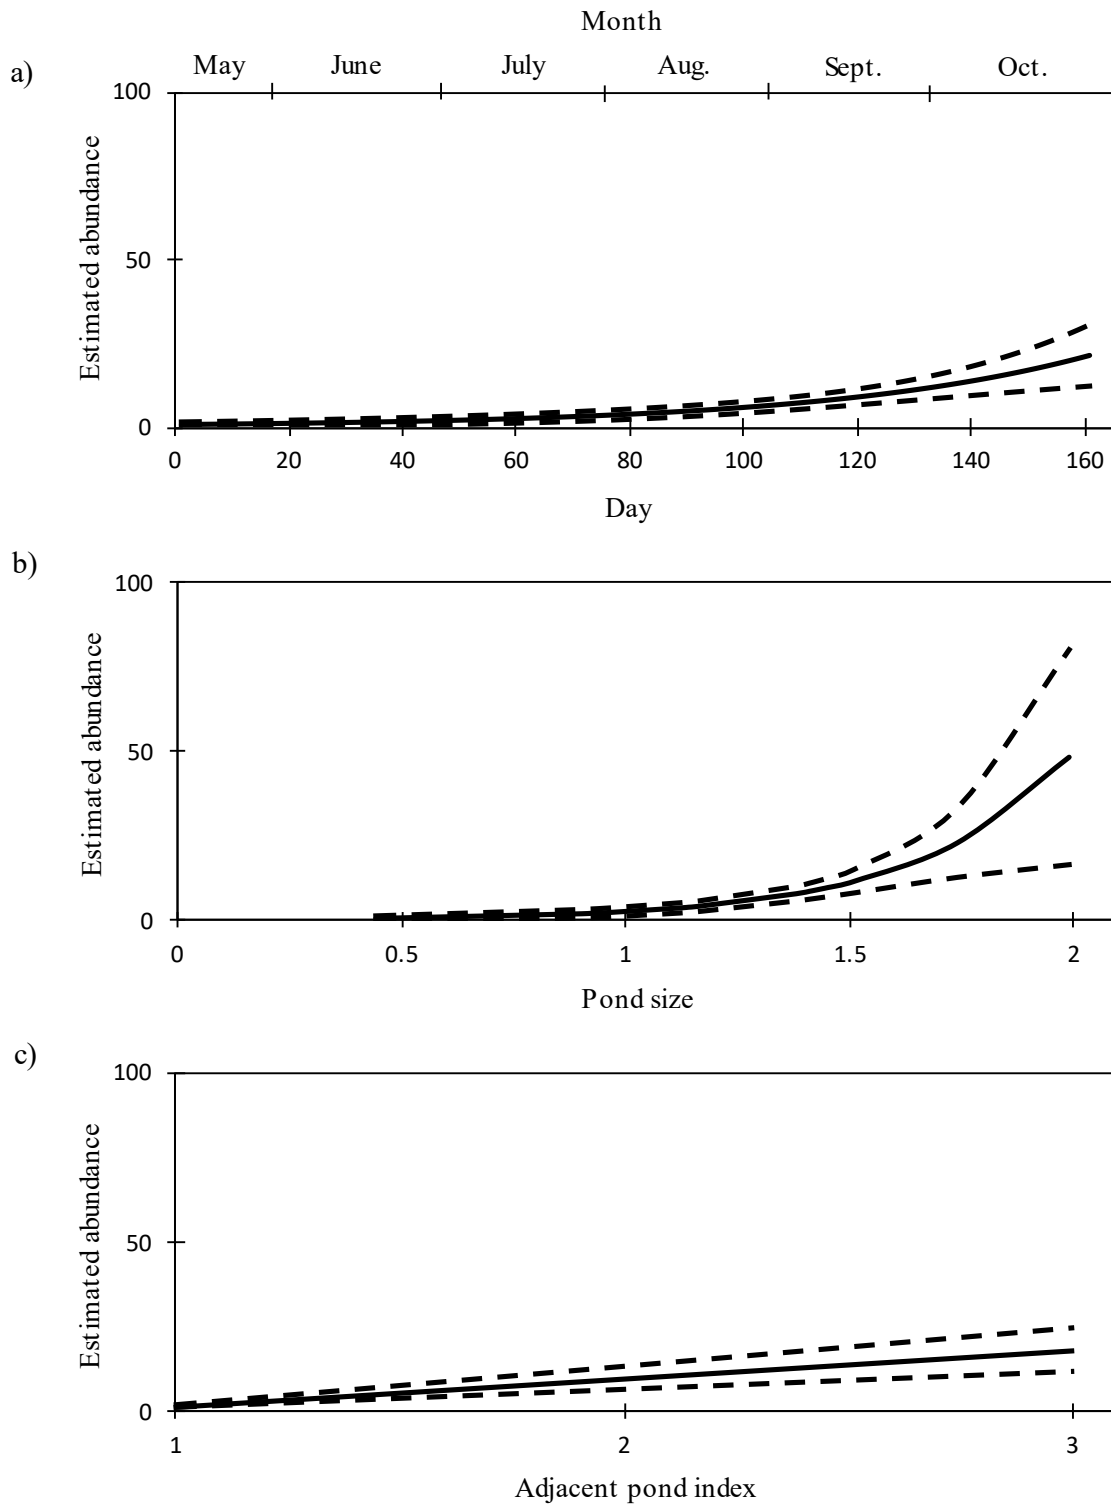 Month
a) May June July Aug. Sept. Oct.
100
Estimated abundance
50
0
0 20 40 60 80 100 120 140 160
Day
b)
100
Estimated abundance
50
0
0 0.5 1 1.5 2
Pond size
c)
100
Estimated abundance
50
0
1 2 3
Adjacent pond index